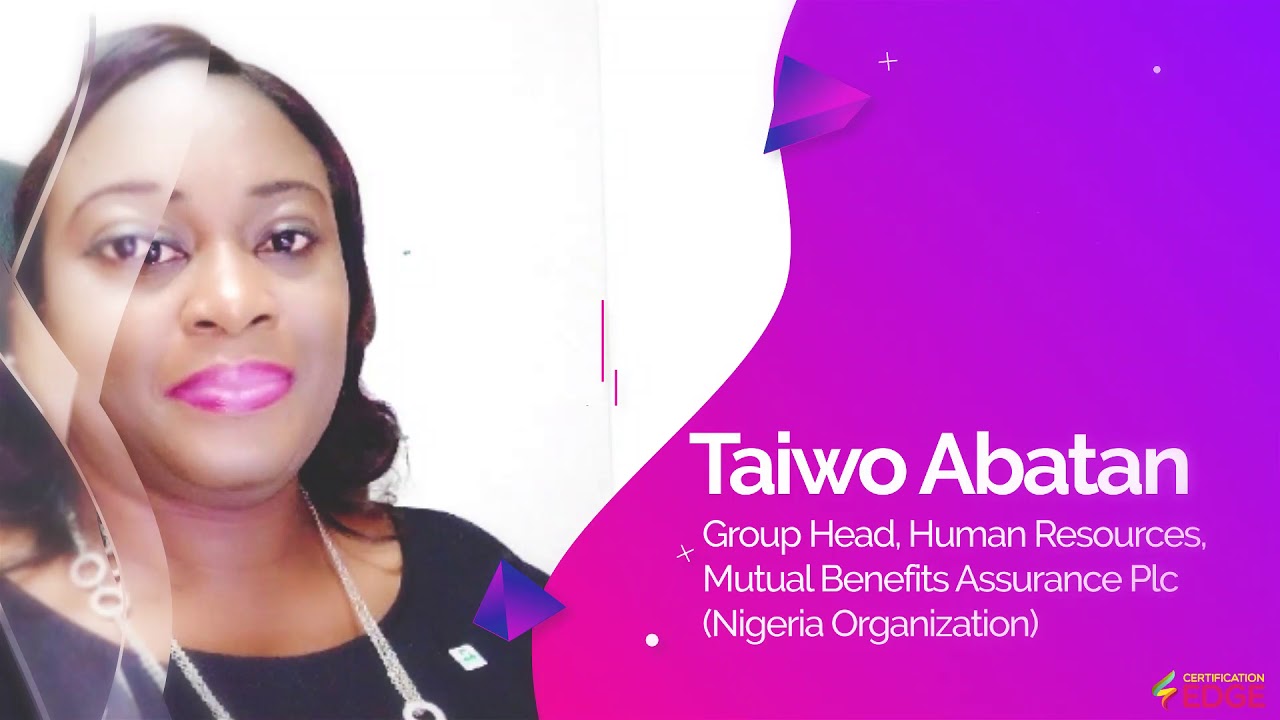 Taiwo Abatan
Group Head, Human Resources,
Mutual Benefits Assurance Plc
(Nigeria Organization)
CERTIFICATION
EDGE